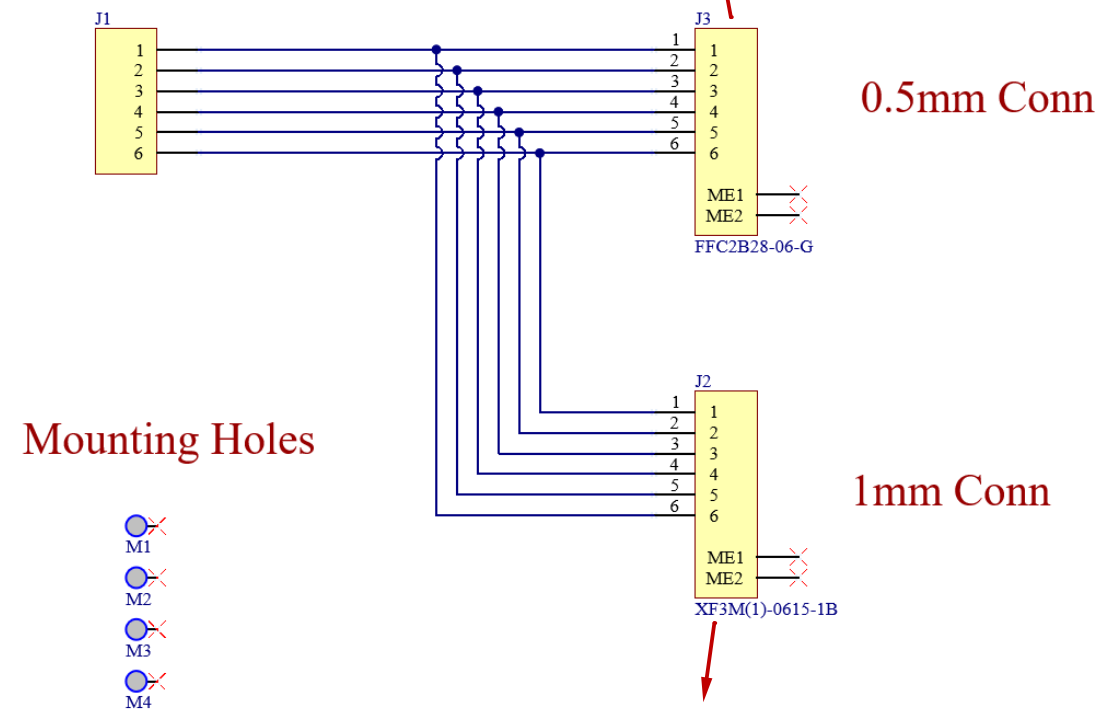 J1
1
2
3
4
5
6
J3
1 1
2 2
3 3
4 4
5 5
6 6
ME1
ME2
FFC2B28-06-G
0.5mm Conn
J2
1 1
2 2
3 3
4 4
5 5
6 6
ME1
ME2
XF3M(1)-0615-1B
1mm Conn
Mounting Holes
M1
M2
M3
M4